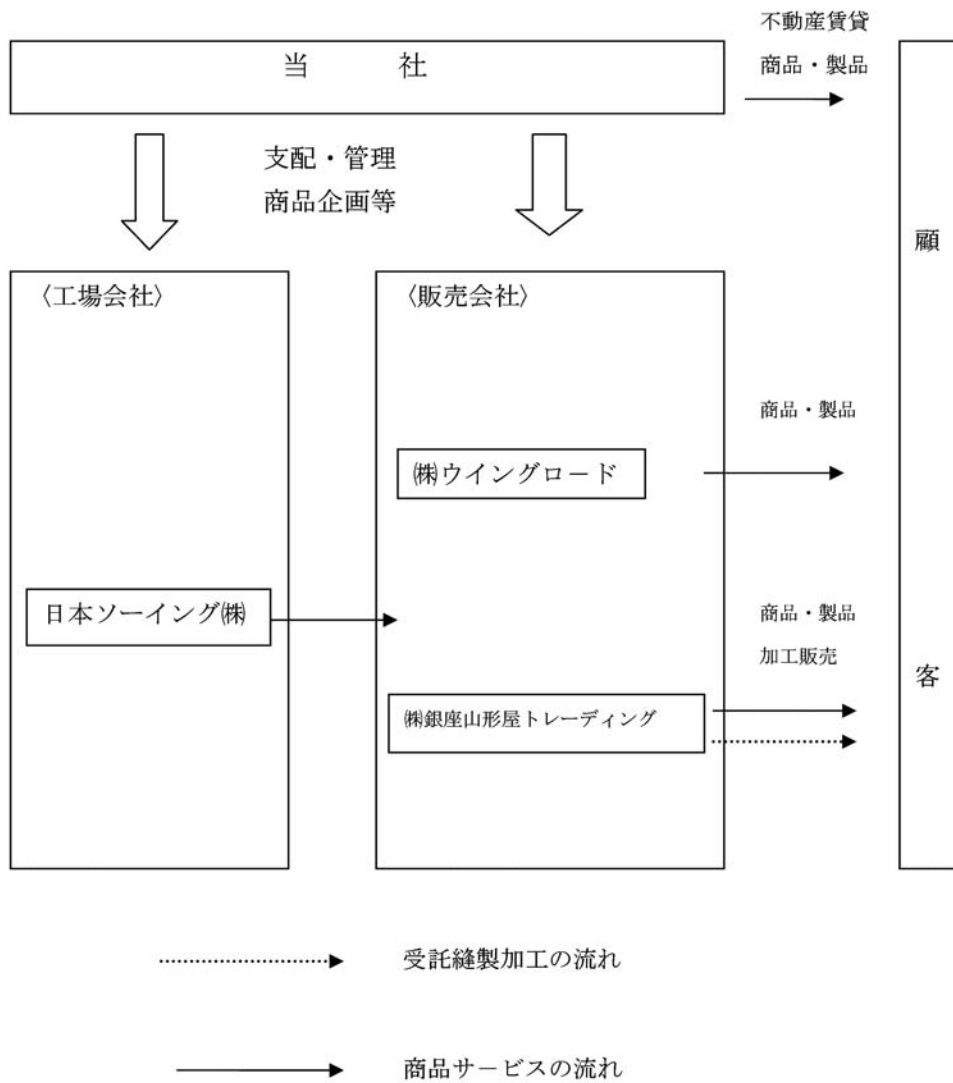 不動産賃貸
商品・製品
当　　社
支配・管理
商品企画等
顧
客
〈工場会社〉
〈販売会社〉
商品・製品
㈱ウイングロード
日本ソーイング㈱
商品・製品
加工販売
㈱銀座山形屋トレーディング
受託縫製加工の流れ
商品サービスの流れ